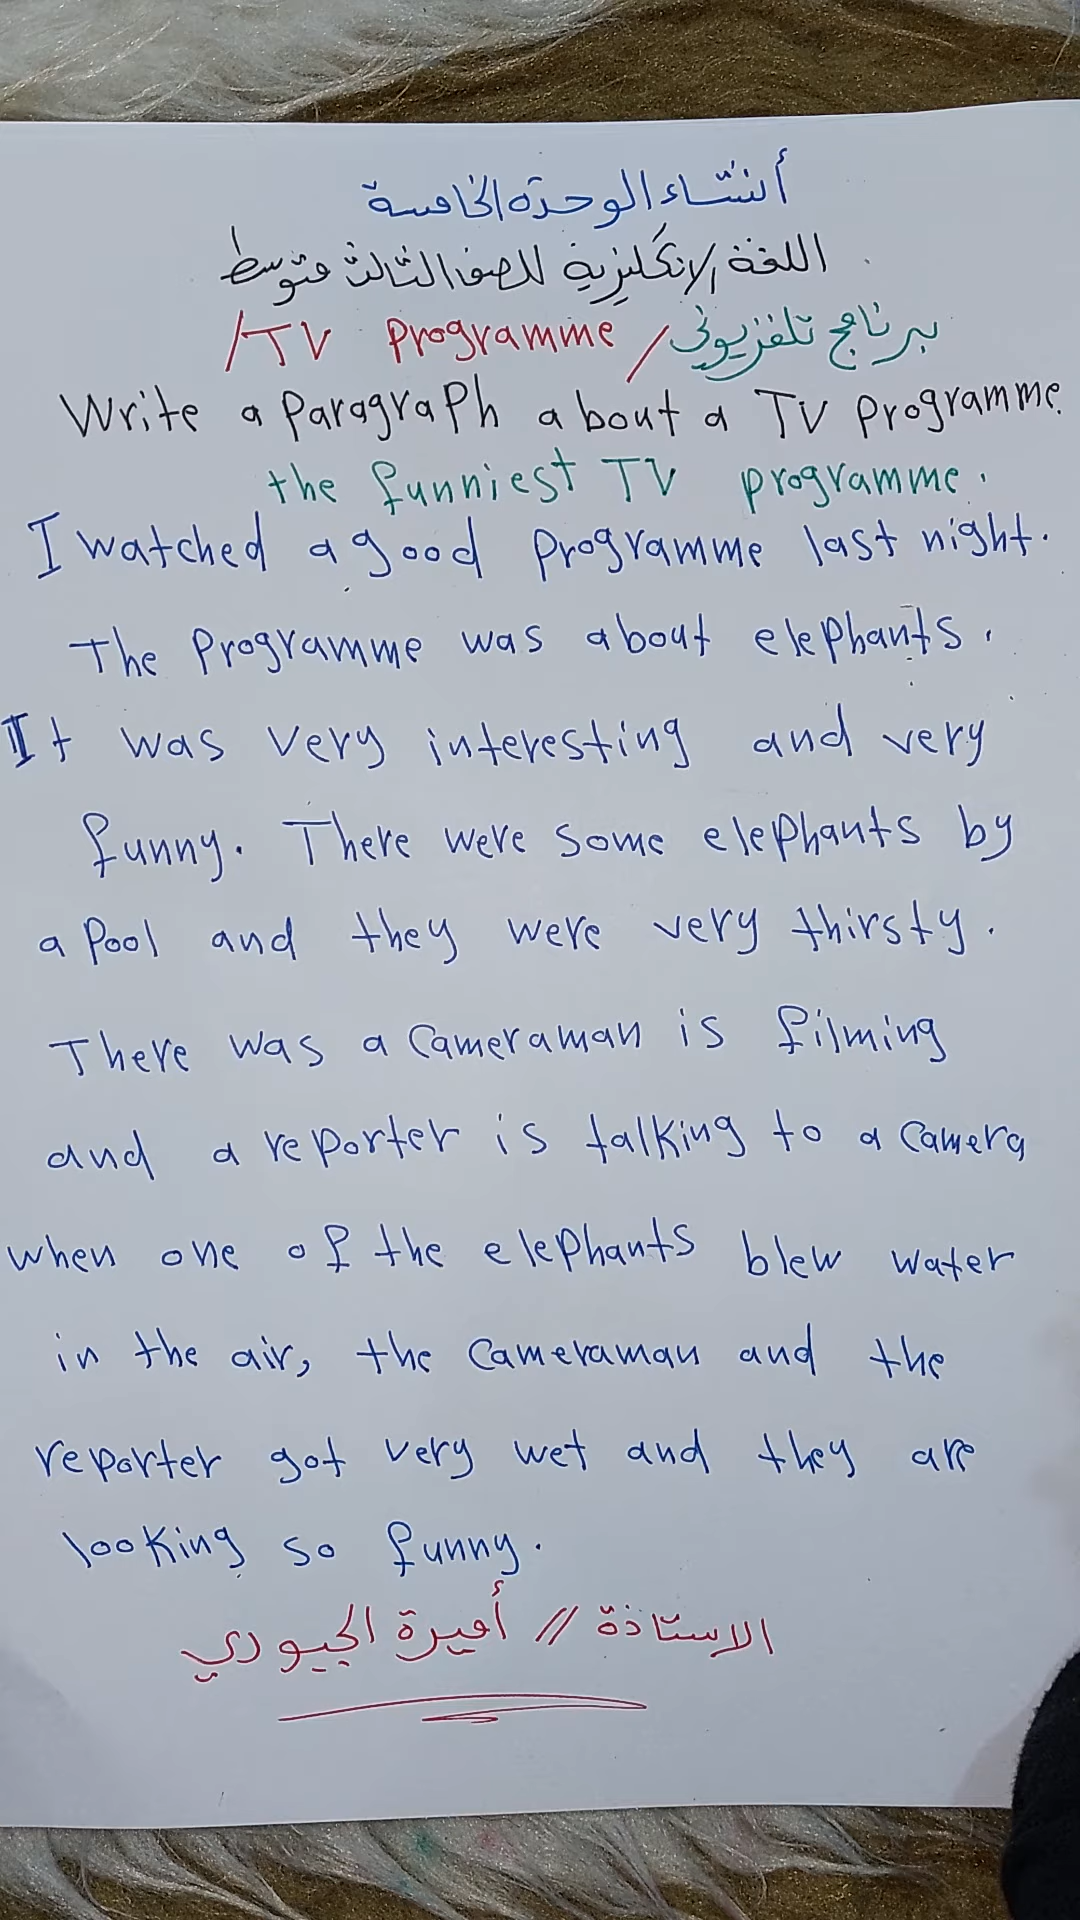 أنشاء الوحدة الخامسة
اللغة الانكليزية للصف الثالث متوسط
برنامج تلفزيوني / TV Programme/
Write a Paragraph about a TV Programme.
the funniest TV programme.
I watched a good Programme last night.
The Programme was about elephants.
It was very interesting and very
funny. There were some elephants by
a Pool and they were very thirsty.
There was a Cameraman is filming
and a reporter is talking to a Camera
when one of the elephants blew water
in the air, the Cameraman and the
reporter got very wet and they are
looking so funny.
الاستاذة // أميرة الجبوري